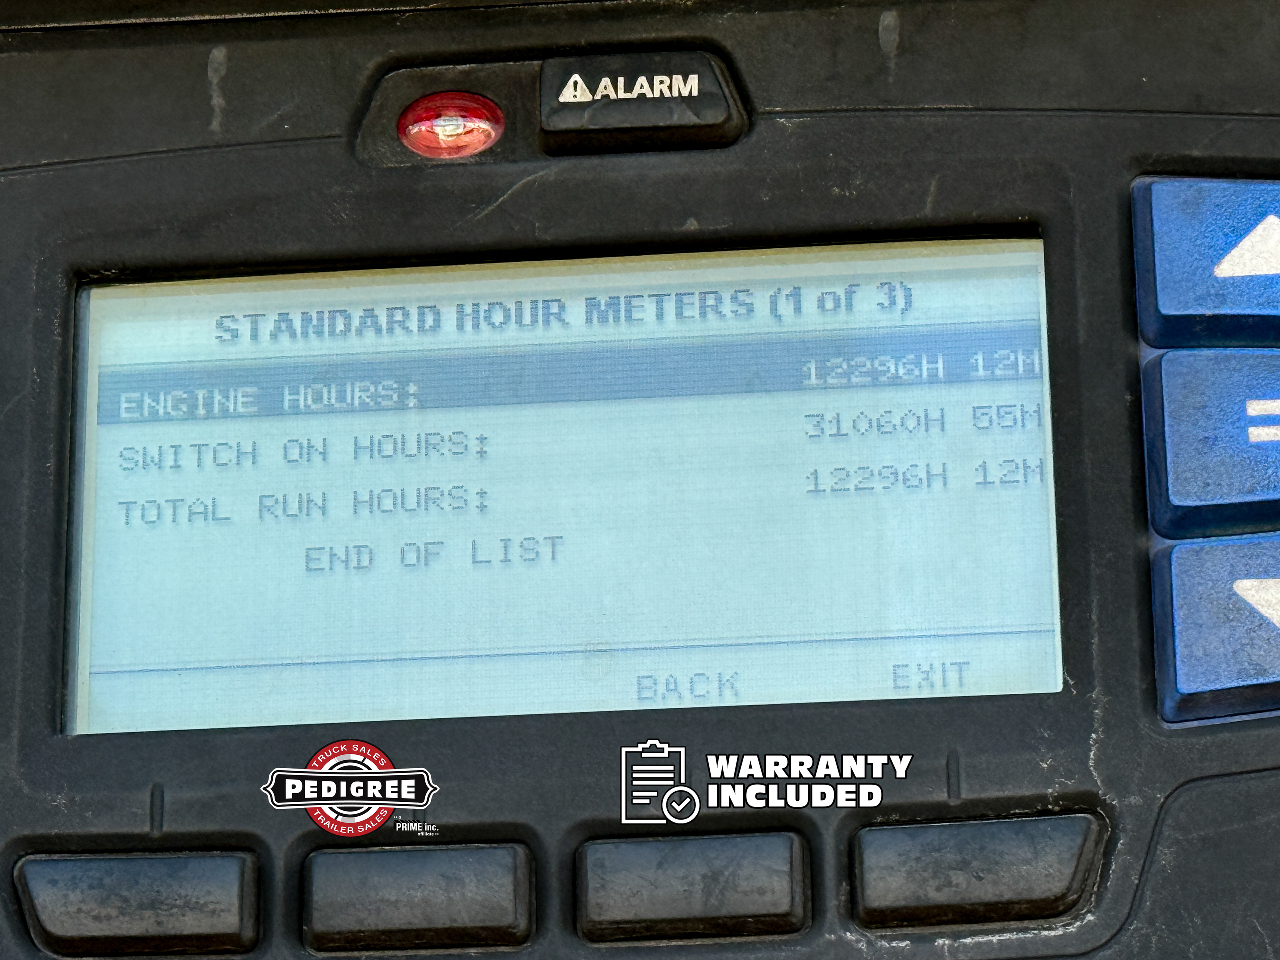 ALARM
STANDARD HOUR METERS (1 of 3)
ENGINE HOURS: 12296H 12M
SWITCH ON HOURS: 31060H 55M
TOTAL RUN HOURS: 12296H 12M
END OF LIST
BACK EXIT
TRUCK SALES
PEDIGREE
TRAILER SALES
PRIME inc.
WARRANTY
INCLUDED